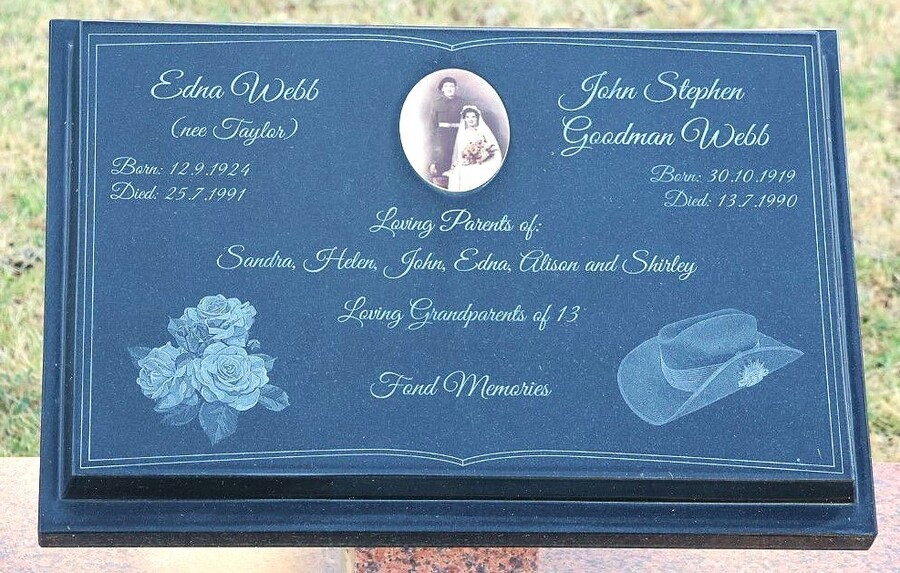 Edna Webb
(nee Taylor)
Born: 12.9.1924
Died: 25.7.1991
John Stephen
Goodman Webb
Born: 30.10.1919
Died: 13.7.1990
Loving Parents of:
Sandra, Helen, John, Edna, Alison and Shirley
Loving Grandparents of 13
Fond Memories